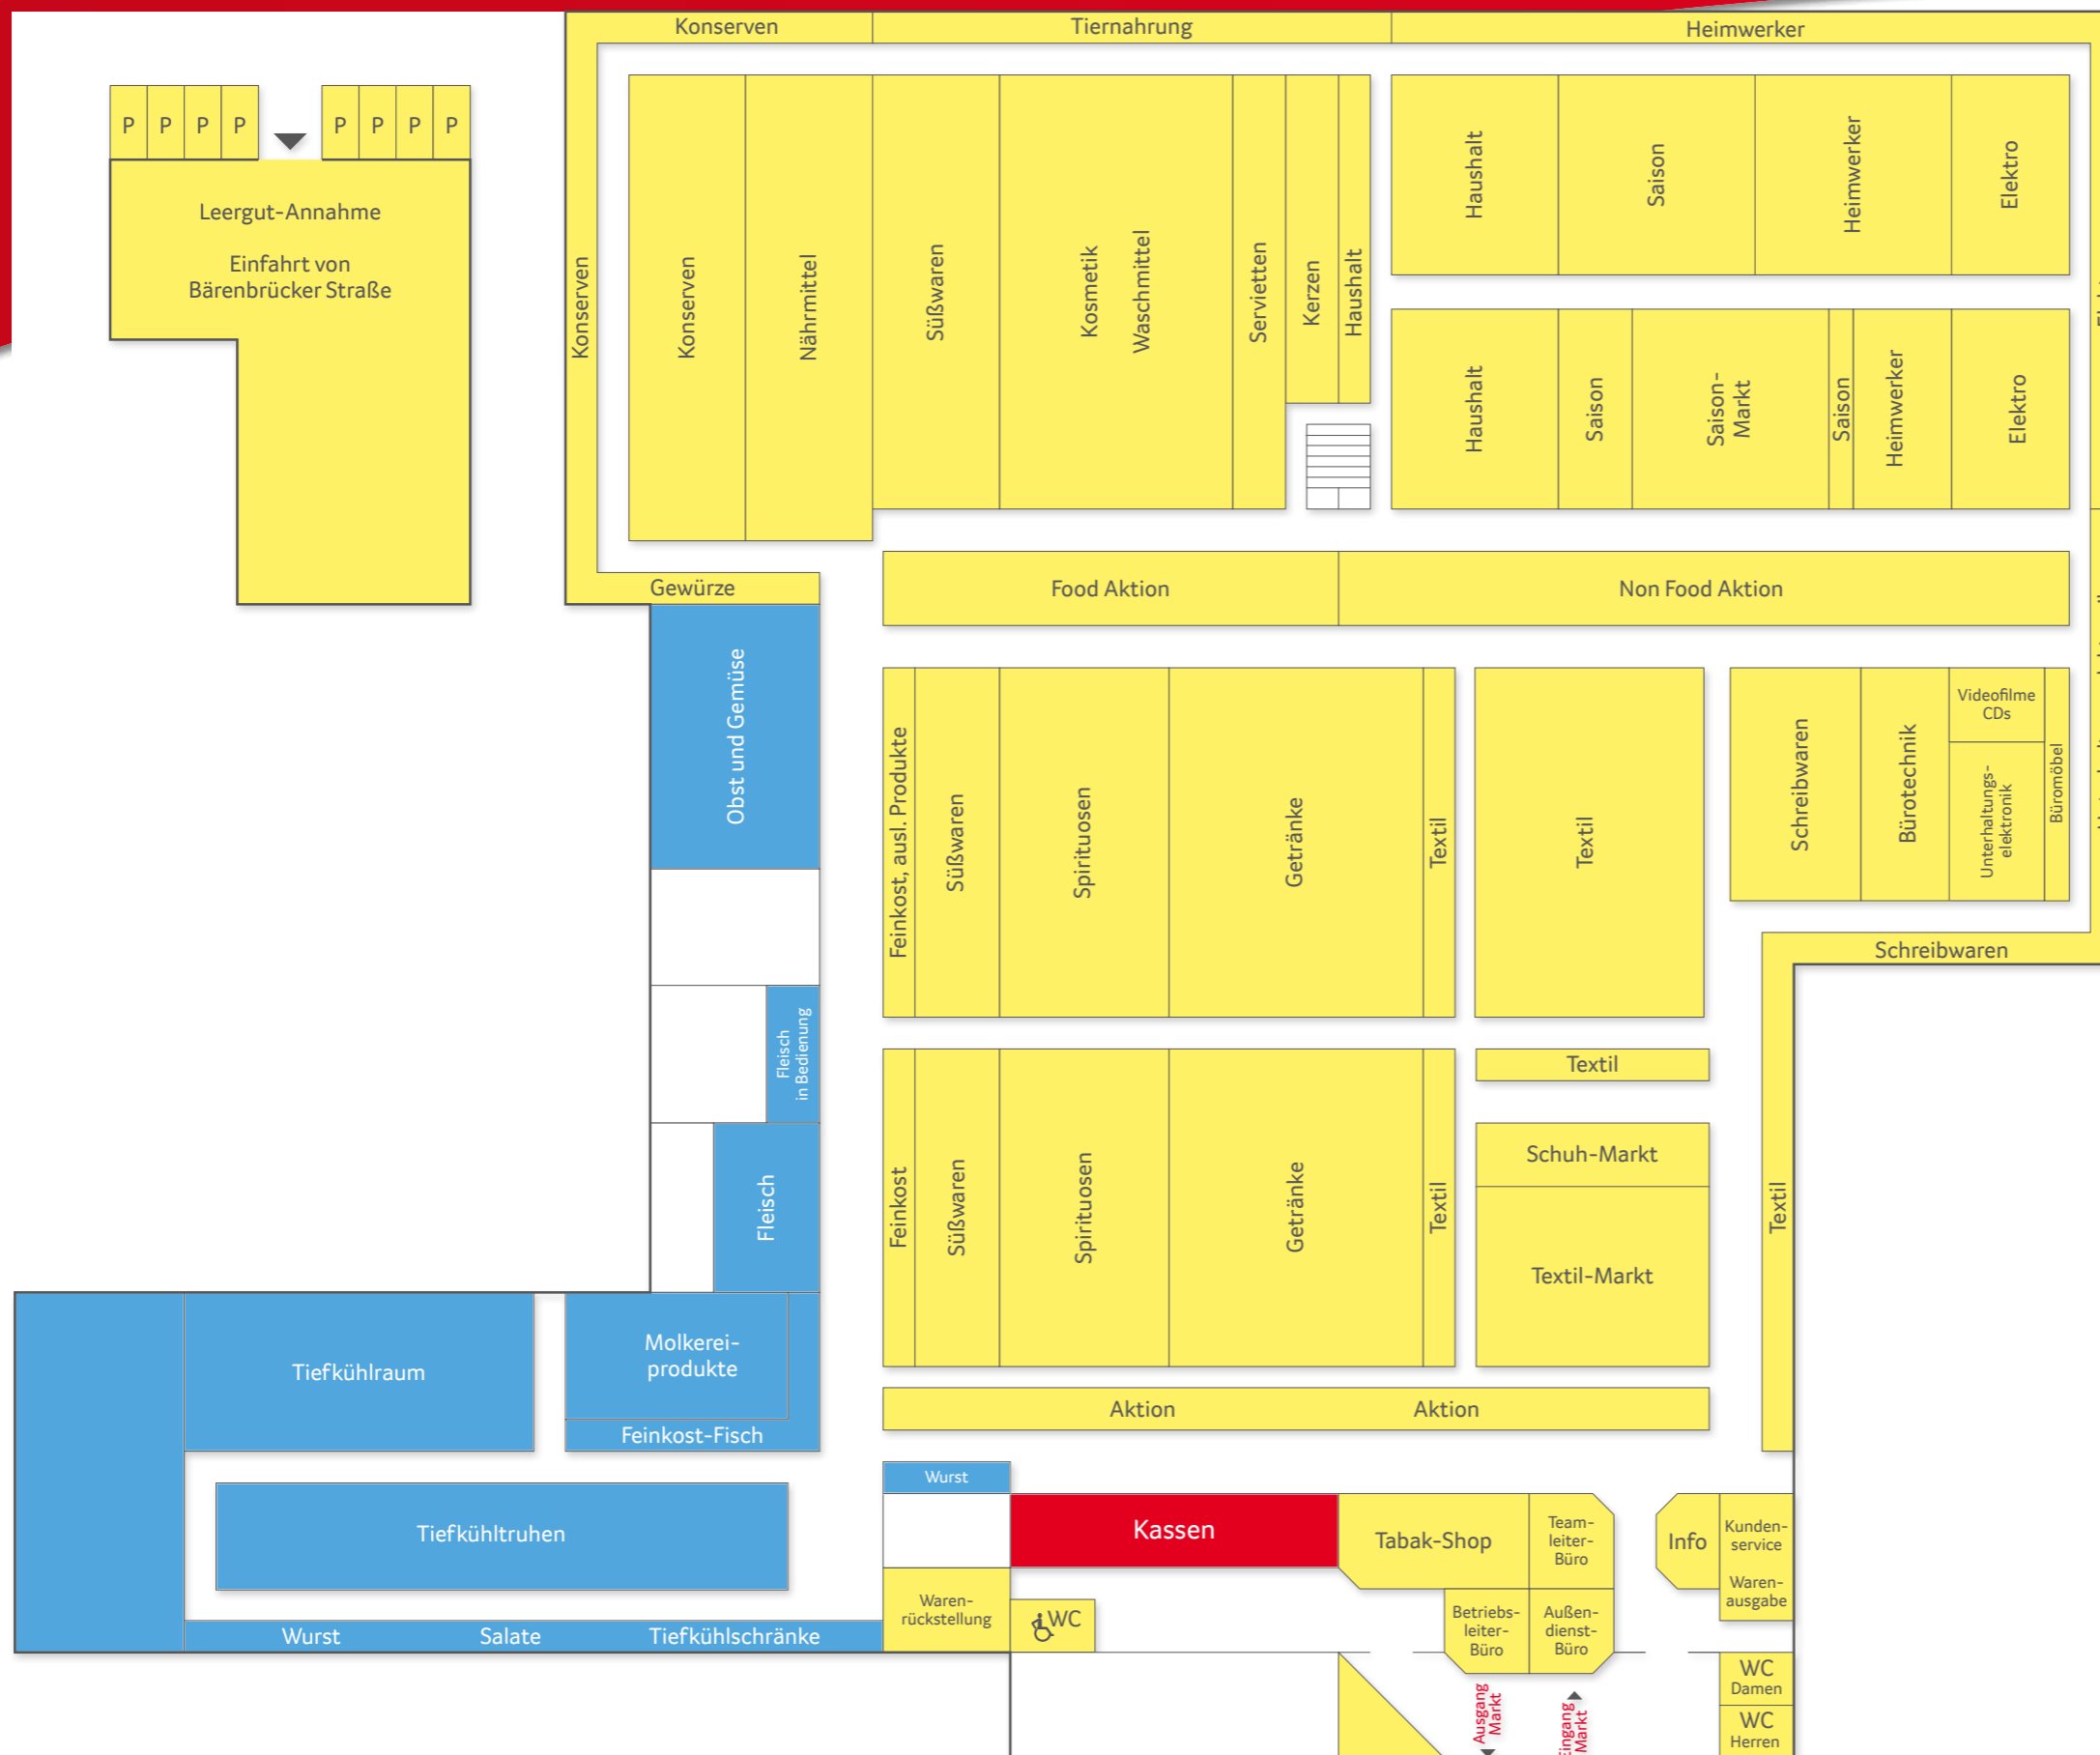 Konserven
Tiernahrung
Heimwerker
P
P
P
P
P
P
P
P
Leergut-Annahme
Einfahrt von
Bärenbrücker Straße
Konserven
Konserven
Nährmittel
Süßwaren
Kosmetik
Waschmittel
Servietten
Kerzen
Haushalt
Haushalt
Saison
Heimwerker
Elektro
Haushalt
Saison
Saison-
Markt
Saison
Heimwerker
Elektro
Gewürze
Food Aktion
Non Food Aktion
Obst und Gemüse
Feinkost, ausl. Produkte
Süßwaren
Spirituosen
Getränke
Textil
Textil
Schreibwaren
Bürotechnik
Videofilme
CDs
Unterhaltungs-
elektronik
Büromöbel
Schreibwaren
Fleisch
in Bedienung
Fleisch
Feinkost
Süßwaren
Spirituosen
Getränke
Textil
Textil
Schuh-Markt
Textil-Markt
Textil
Tiefkühlraum
Molkerei-
produkte
Feinkost-Fisch
Aktion
Aktion
Tiefkühltruhen
Wurst
Kassen
Tabak-Shop
Team-
leiter-
Büro
Info
Kunden-
service
Waren-
ausgabe
Waren-
rückstellung
WC
Betriebs-
leiter-
Büro
Außen-
dienst-
Büro
Wurst
Salate
Tiefkühlschränke
Ausgang
Markt
Eingang
Markt
WC
Damen
WC
Herren